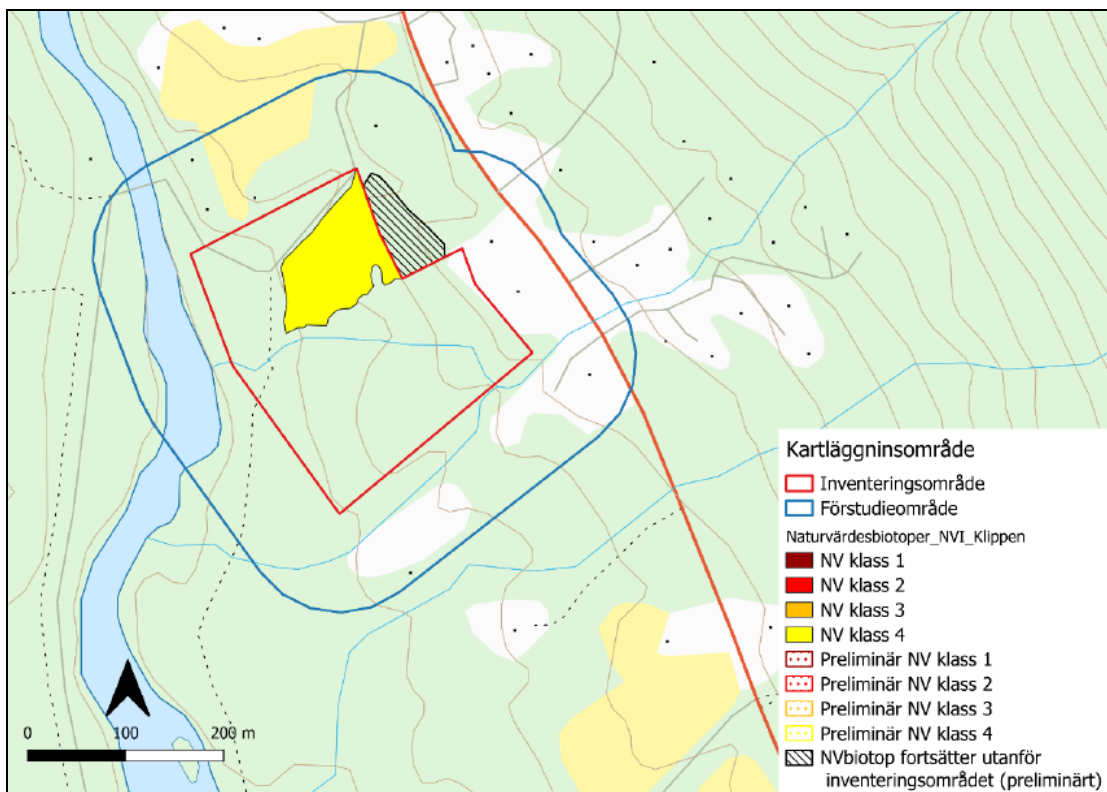 Kartläggninsområde
Inventeringsområde
Förstudieområde
Naturvärdesbiotoper_NVI_Klippen
NV klass 1
NV klass 2
NV klass 3
NV klass 4
Preliminär NV klass 1
Preliminär NV klass 2
Preliminär NV klass 3
Preliminär NV klass 4
NVbiotop fortsätter utanför
inventeringsområdet (preliminärt)
0 100 200 m